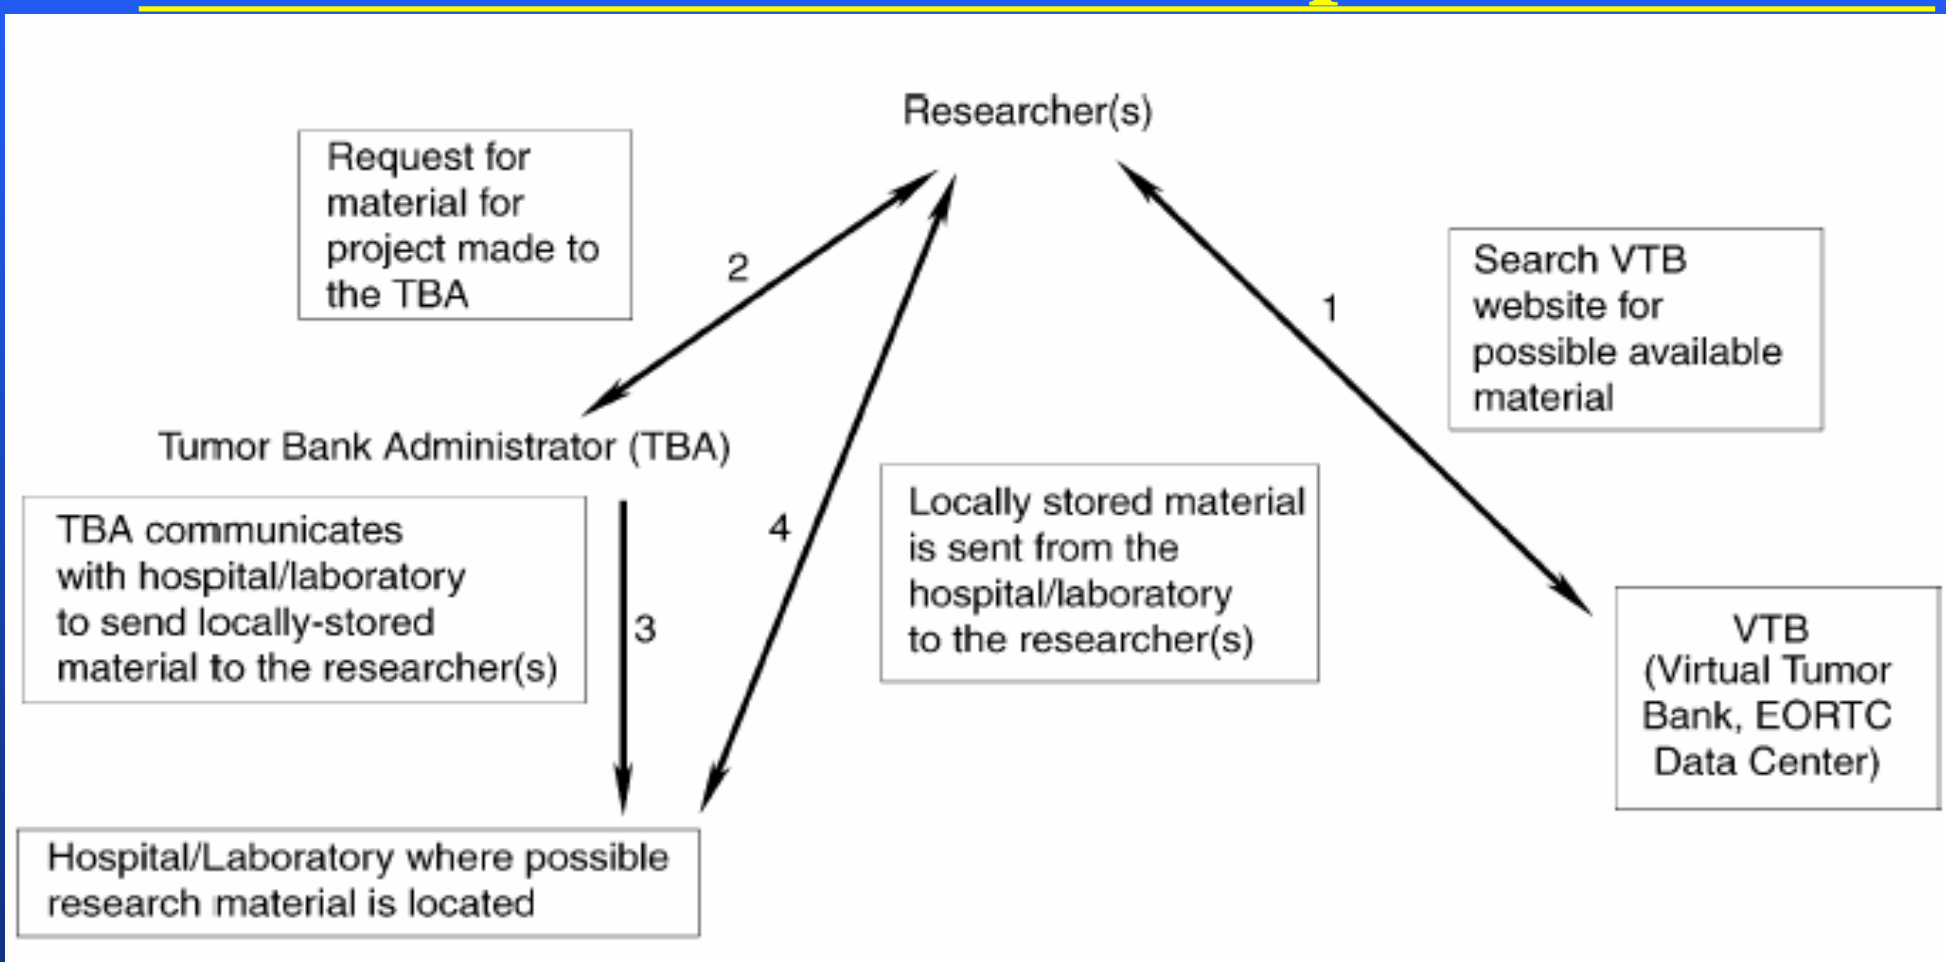 Researcher(s)
Request for
material for
project made to
the TBA
2
1
Search VTB
website for
possible available
material
Tumor Bank Administrator (TBA)
TBA communicates
with hospital/laboratory
to send locally-stored
material to the researcher(s)
3
4
Locally stored material
is sent from the
hospital/laboratory
to the researcher(s)
VTB
(Virtual Tumor
Bank, EORTC
Data Center)
Hospital/Laboratory where possible
research material is located